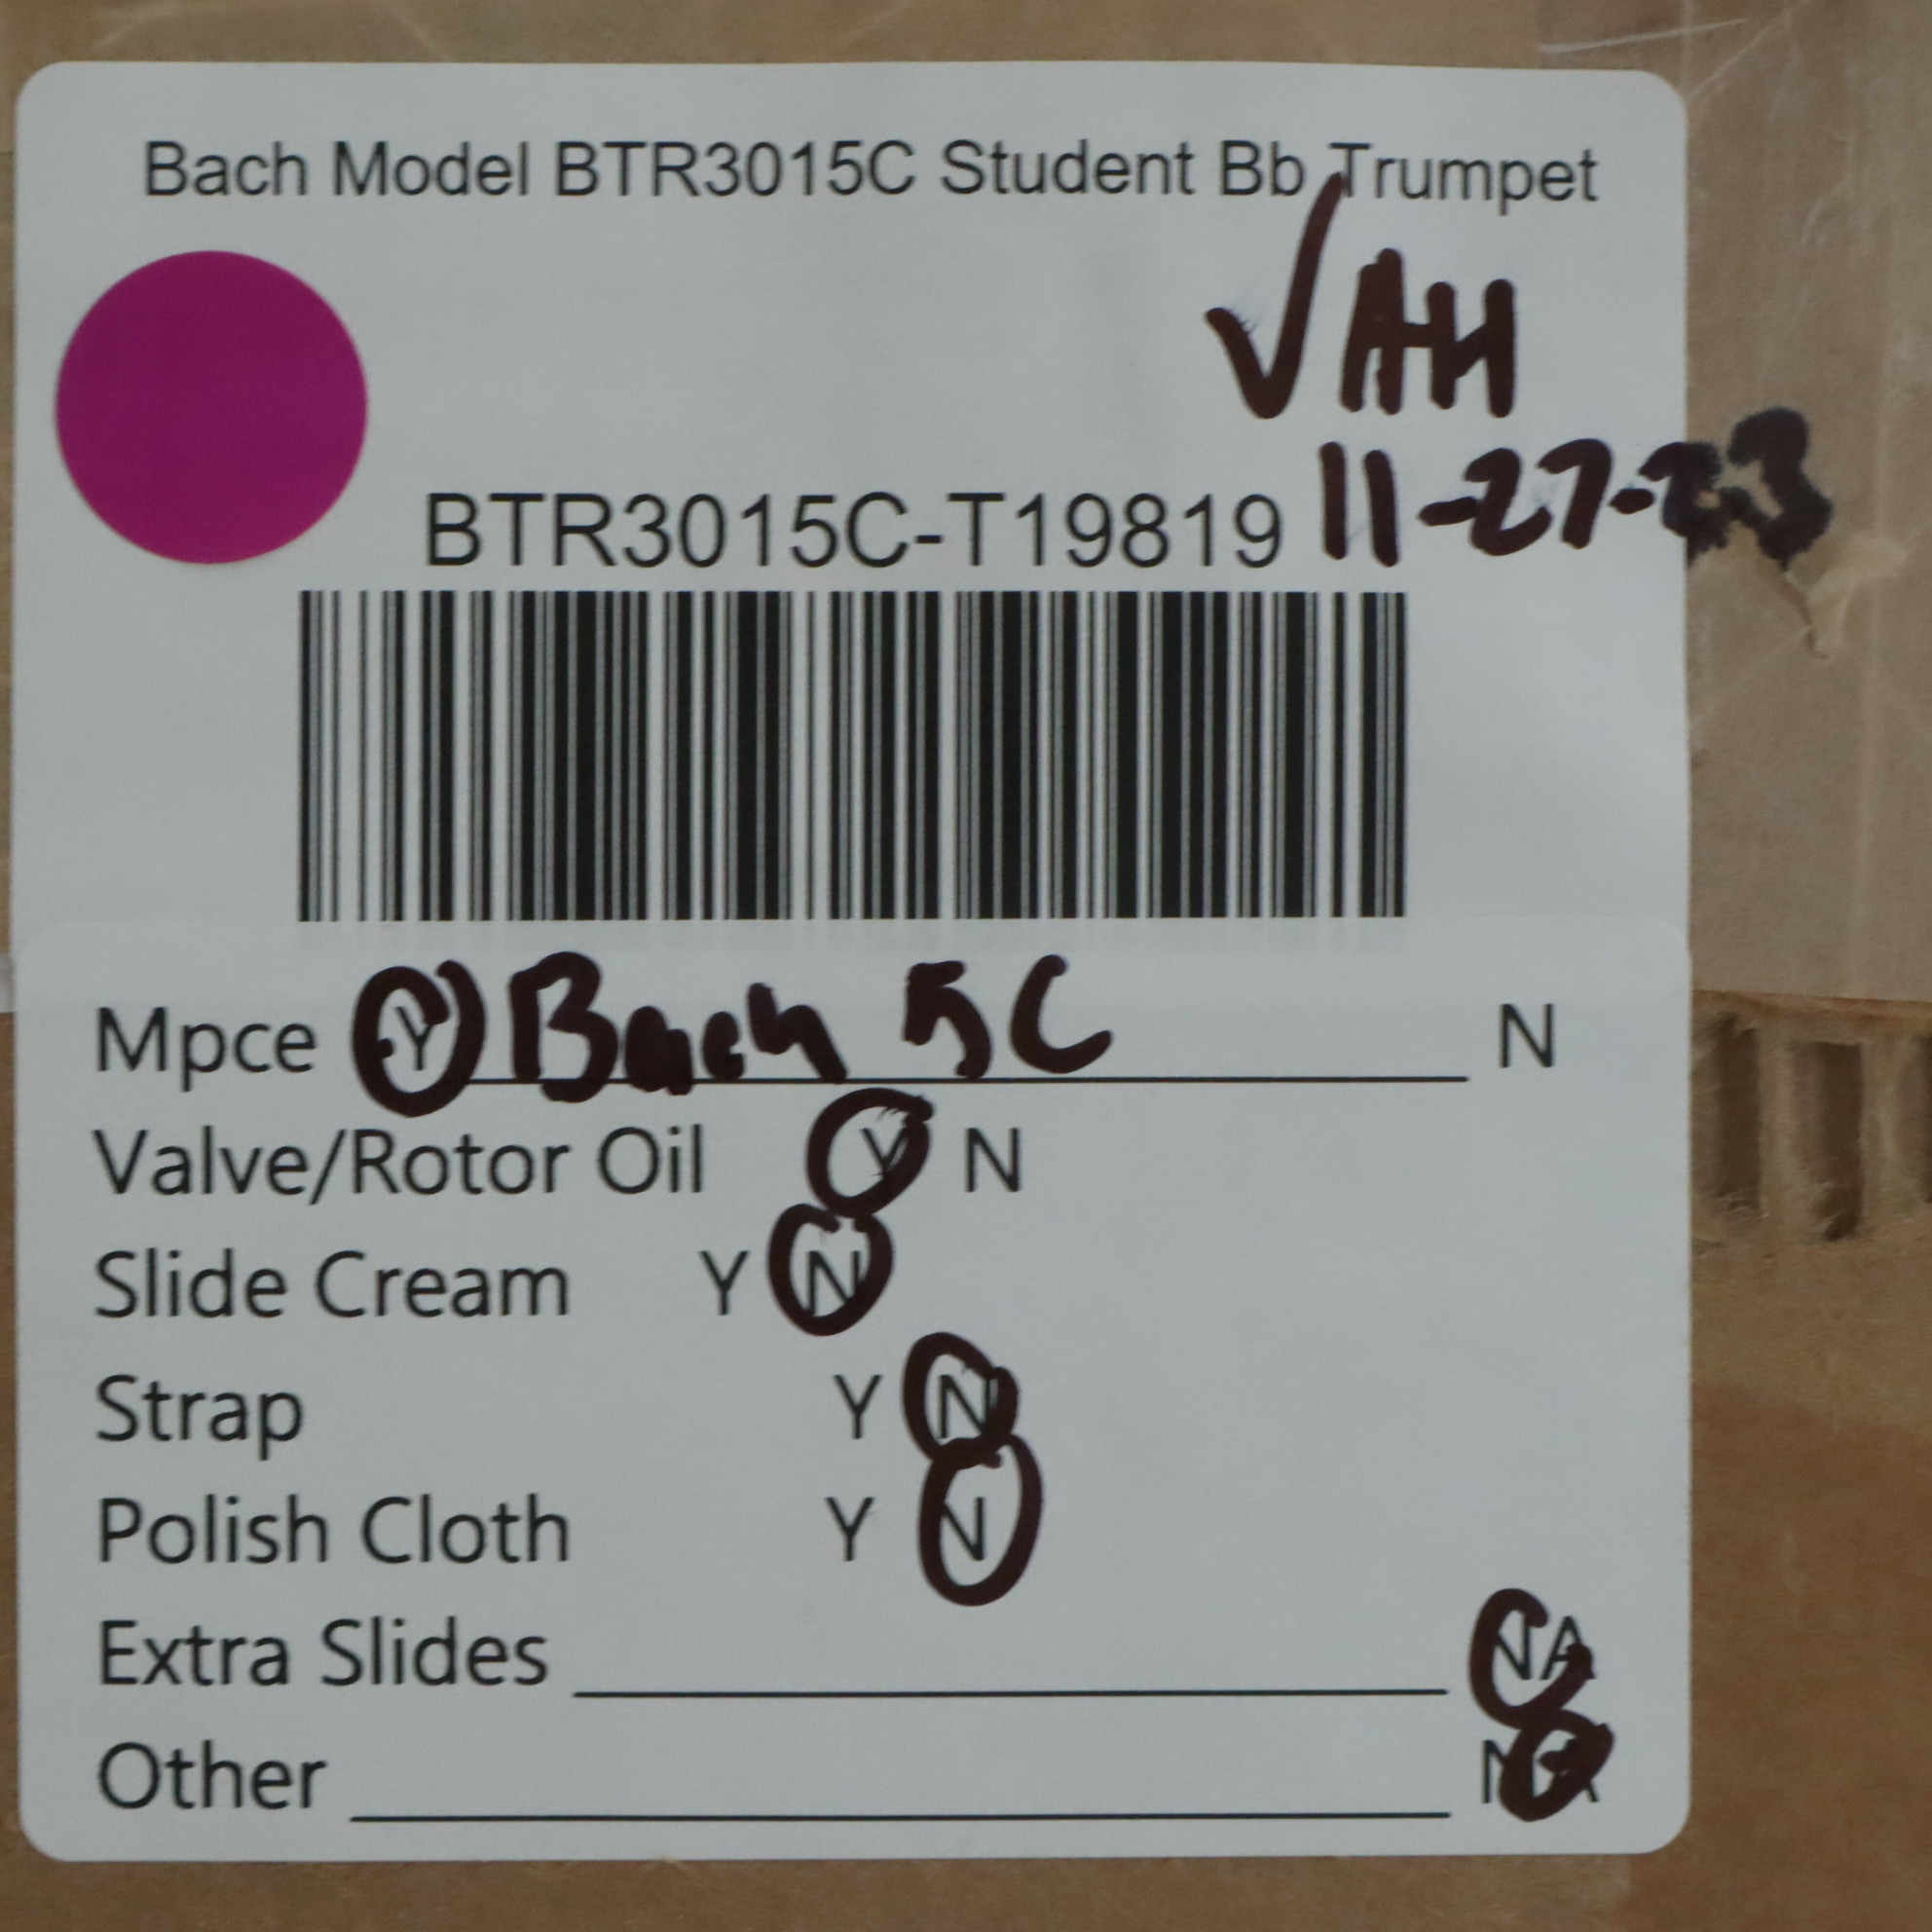 Bach Model BTR3015C Student Bb Trumpet
√ AH
BTR3015C-T19819 11-27-23
Mpce Y Bach 5C N
Valve/Rotor Oil Y N
Slide Cream Y N
Strap Y N
Polish Cloth Y N
Extra Slides NA
Other NA